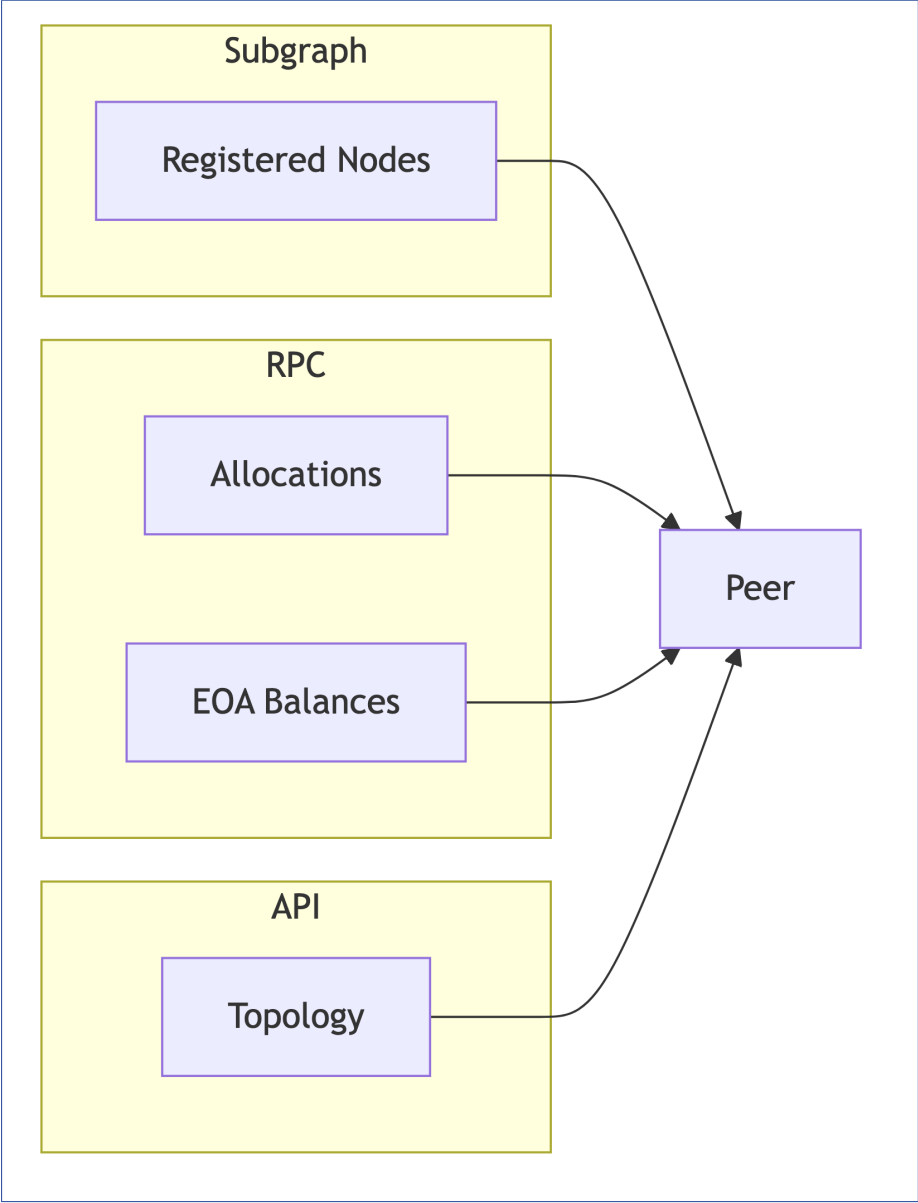 Subgraph
Registered Nodes
RPC
Allocations
Peer
EOA Balances
API
Topology